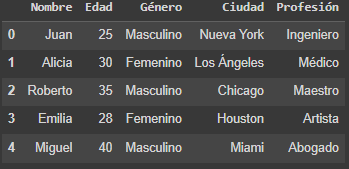 Nombre Edad Género Ciudad Profesión
0 Juan 25 Masculino Nueva York Ingeniero
1 Alicia 30 Femenino Los Ángeles Médico
2 Roberto 35 Masculino Chicago Maestro
3 Emilia 28 Femenino Houston Artista
4 Miguel 40 Masculino Miami Abogado